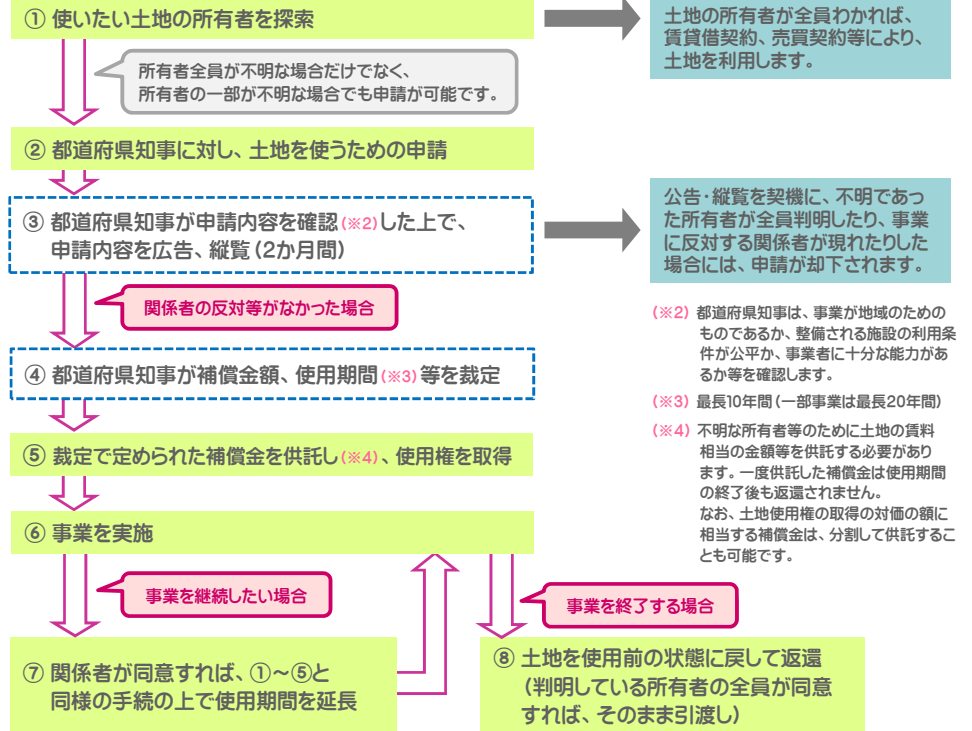 ① 使いたい土地の所有者を探索
土地の所有者が全員わかれば、
賃貸借契約、売買契約等により、
土地を利用します。
所有者全員が不明な場合だけでなく、
所有者の一部が不明な場合でも申請が可能です。
② 都道府県知事に対し、土地を使うための申請
③ 都道府県知事が申請内容を確認(※2)した上で、
申請内容を広告、縦覧(2か月間)
公告・縦覧を契機に、不明であっ
た所有者が全員判明したり、事業
に反対する関係者が現れたりした
場合には、申請が却下されます。
関係者の反対等がなかった場合
④ 都道府県知事が補償金額、使用期間(※3)等を裁定
⑤ 裁定で定められた補償金を供託し(※4)、使用権を取得
⑥ 事業を実施
(※2) 都道府県知事は、事業が地域のための
ものであるか、整備される施設の利用条
件が公平か、事業者に十分な能力があ
るか等を確認します。
(※3) 最長10年間(一部事業は最長20年間)
(※4) 不明な所有者等のために土地の賃料
相当の金額等を供託する必要があり
ます。一度供託した補償金は使用期間
の終了後も返還されません。
なお、土地使用権の取得の対価の額に
相当する補償金は、分割して供託するこ
とも可能です。
事業を継続したい場合
事業を終了する場合
⑦ 関係者が同意すれば、①~⑤と
同様の手続の上で使用期間を延長
⑧ 土地を使用前の状態に戻して返還
(判明している所有者の全員が同意
すれば、そのまま引渡し)